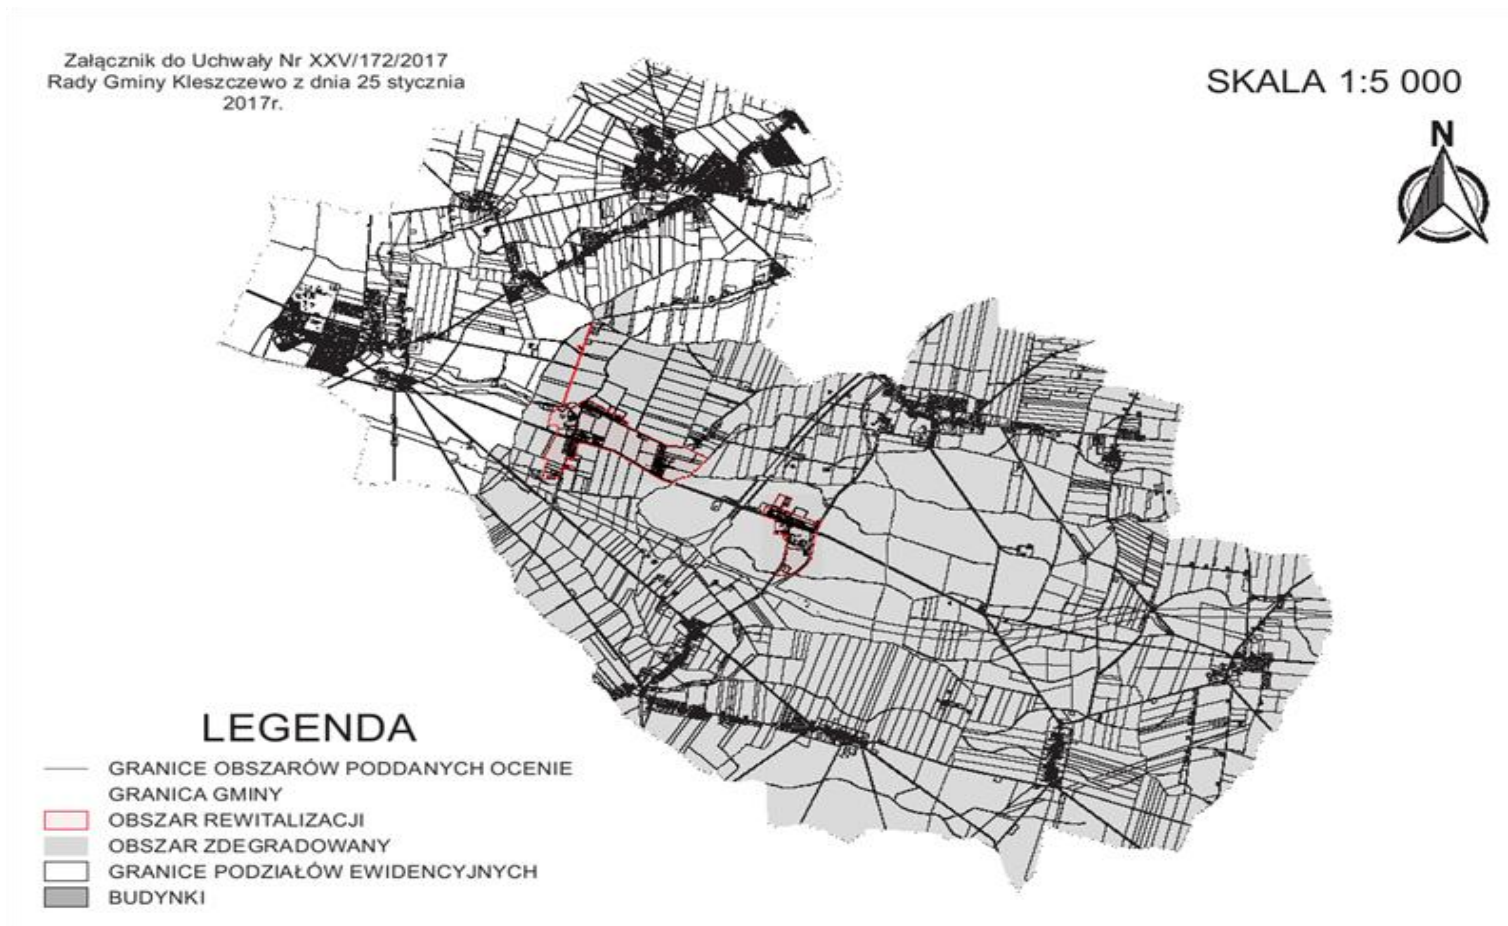 Załącznik do Uchwały Nr XXV/172/2017
Rady Gminy Kleszczewo z dnia 25 stycznia
2017r.
SKALA 1:5 000
N
LEGENDA
GRANICE OBSZARÓW PODDANYCH OCENIE
GRANICA GMINY
OBSZAR REWITALIZACJI
OBSZAR ZDEGRADOWANY
GRANICE PODZIAŁÓW EWIDENCYJNYCH
BUDYNKI